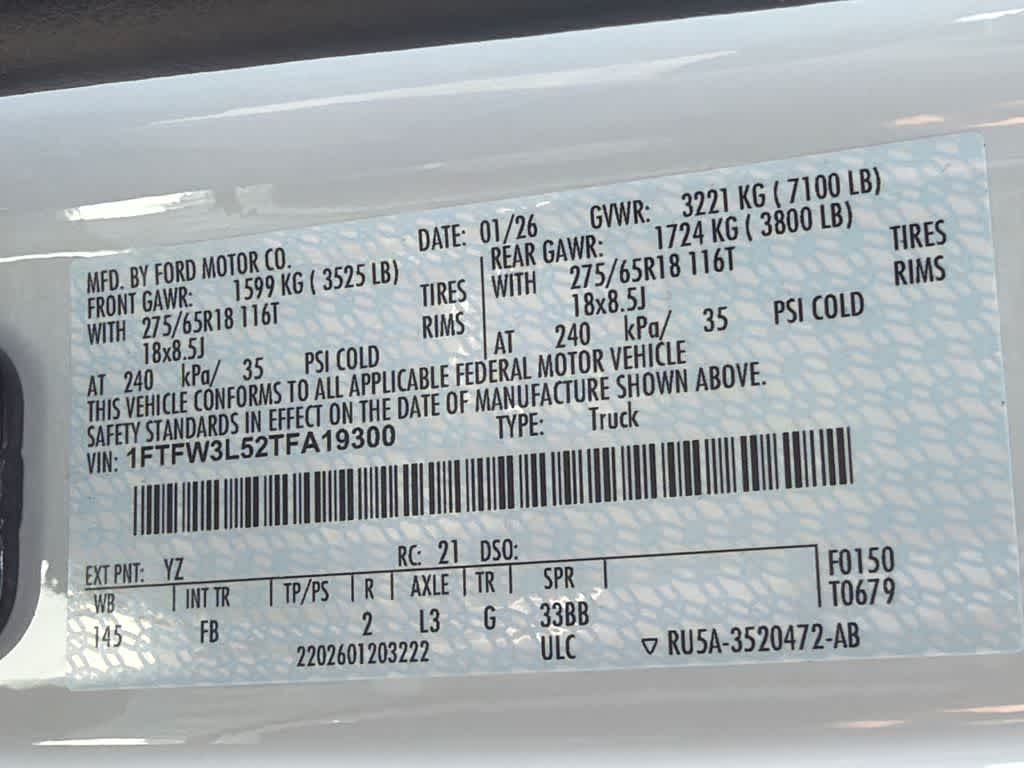 MFD. BY FORD MOTOR CO. DATE: 01/26 GVWR: 3221 KG ( 7100 LB)
FRONT GAWR: 1599 KG ( 3525 LB) REAR GAWR: 1724 KG ( 3800 LB)
WITH 275/65R18 116T TIRES WITH 275/65R18 116T TIRES
18x8.5J RIMS 18x8.5J RIMS
AT 240 kPa/ 35 PSI COLD AT 240 kPa/ 35 PSI COLD
THIS VEHICLE CONFORMS TO ALL APPLICABLE FEDERAL MOTOR VEHICLE
SAFETY STANDARDS IN EFFECT ON THE DATE OF MANUFACTURE SHOWN ABOVE.
VIN: 1FTFW3L52TFA19300 TYPE: Truck
EXT PNT: YZ RC: 21 DSO:
WB INT TR TP/PS R AXLE TR SPR F0150
145 FB 2 L3 G 33BB T0679
2202601203222 ULC ▽ RU5A-3520472-AB